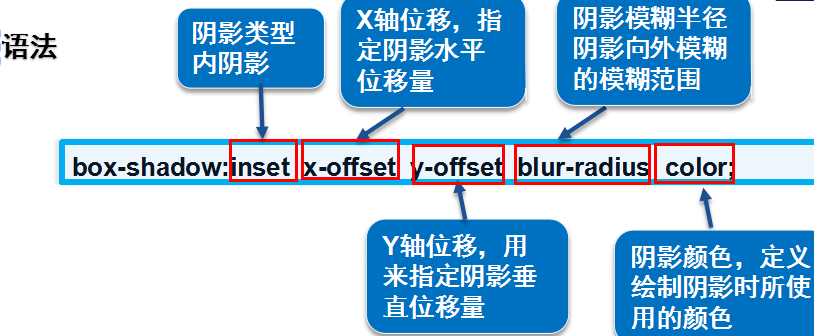 语法
阴影类型
内阴影
X轴位移，指
定阴影水平
位移量
阴影模糊半径
阴影向外模糊
的模糊范围
box-shadow:inset x-offset y-offset blur-radius color;
Y轴位移，用
来指定阴影垂
直位移量
阴影颜色，定义
绘制阴影时所使
用的颜色